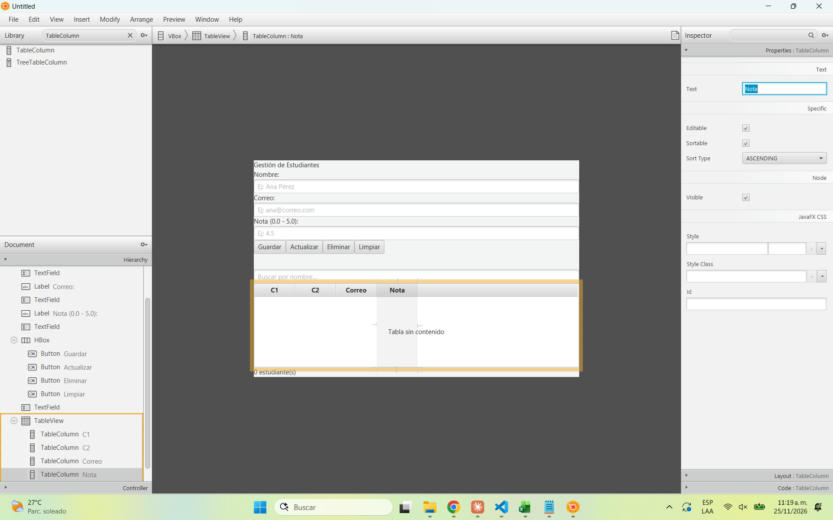 Untitled
File Edit View Insert Modify Arrange Preview Window Help
Library TableColumn
VBox TableView TableColumn : Nota
Inspector
TableColumn
TreeTableColumn
Properties : TableColumn
Text
Text Nota
Specific
Editable
Sortable
Sort Type ASCENDING
Node
Visible
JavaFX CSS
Style
Style Class
Id
Layout : TableColumn
Code : TableColumn
Gestión de Estudiantes
Nombre:
Ej: Ana Pérez
Correo:
Ej: ana@correo.com
Nota (0.0 - 5.0):
Ej: 4.5
Guardar Actualizar Eliminar Limpiar
Buscar por nombre...
C1 C2 Correo Nota
Tabla sin contenido
0 estudiante(s)
Document
Hierarchy
TextField
Label Correo:
TextField
Label Nota (0.0 - 5.0):
TextField
HBox
Button Guardar
Button Actualizar
Button Eliminar
Button Limpiar
TextField
TableView
TableColumn C1
TableColumn C2
TableColumn Correo
TableColumn Nota
Controller
27°C
Parc. soleado
Buscar
ESP
LAA
11:19 a. m.
25/11/2026